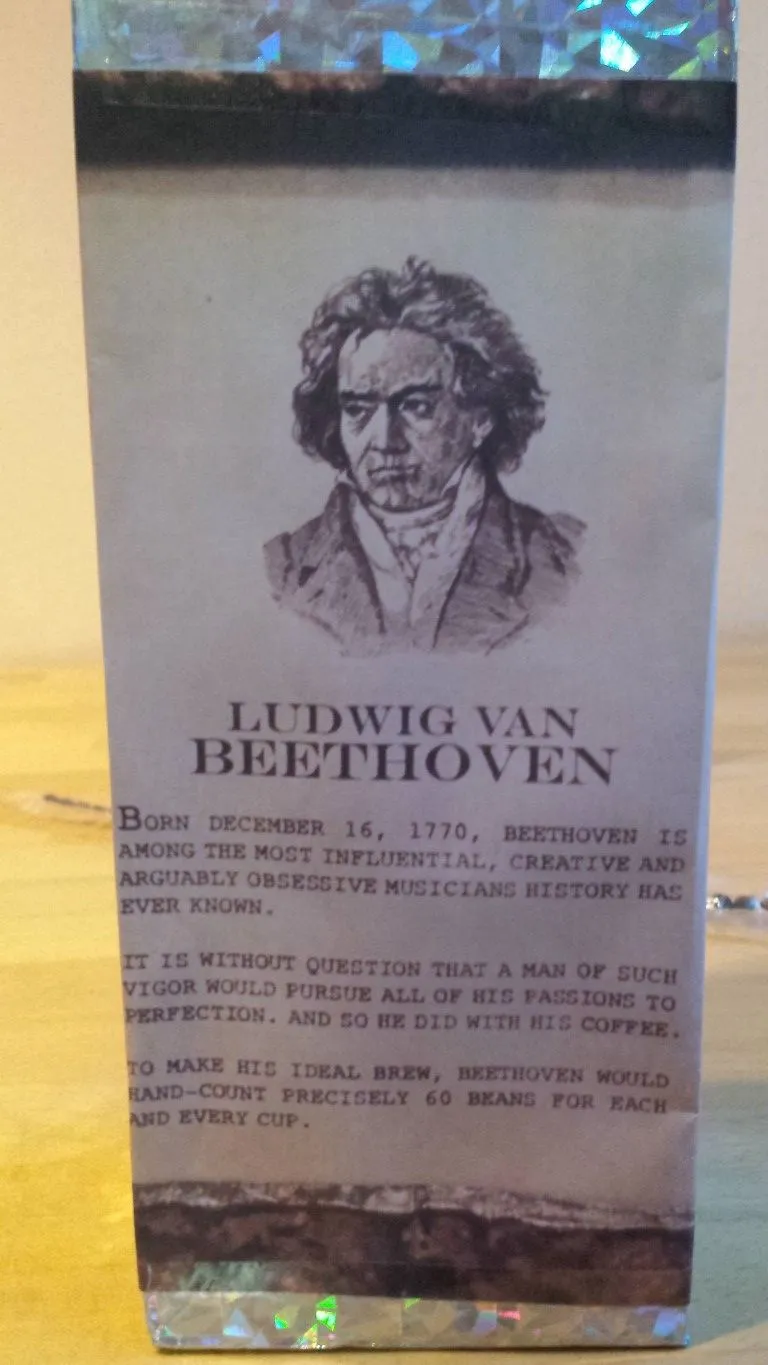 LUDWIG VAN
BEETHOVEN
BORN DECEMBER 16, 1770, BEETHOVEN IS
AMONG THE MOST INFLUENTIAL, CREATIVE AND
ARGUABLY OBSESSIVE MUSICIANS HISTORY HAS
EVER KNOWN.
IT IS WITHOUT QUESTION THAT A MAN OF SUCH
VIGOR WOULD PURSUE ALL OF HIS PASSIONS TO
PERFECTION. AND SO HE DID WITH HIS COFFEE.
TO MAKE HIS IDEAL BREW, BEETHOVEN WOULD
HAND-COUNT PRECISELY 60 BEANS FOR EACH
AND EVERY CUP.